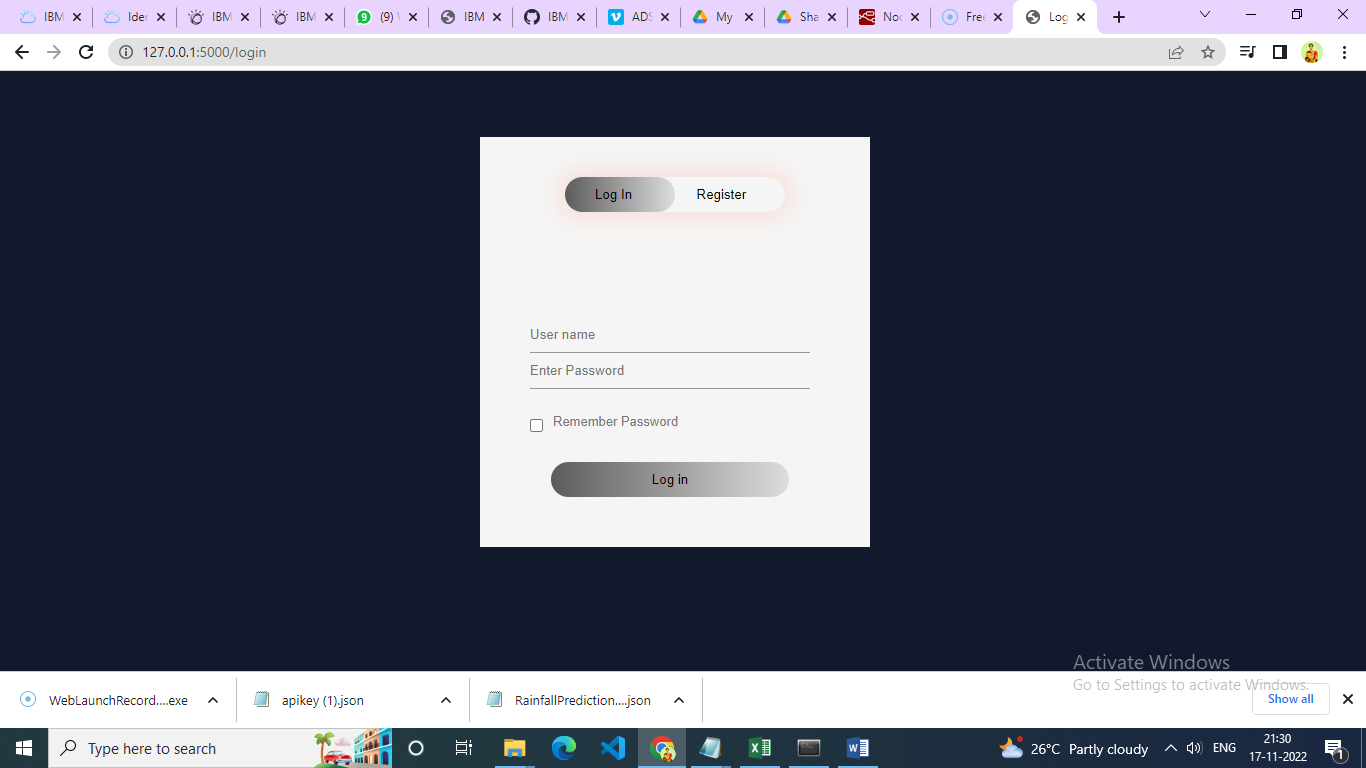 IBM
Iden
IBM
IBM
(9) W
IBM
IBM
ADS
My
Sha
Nod
Free
Log
127.0.0.1:5000/login
Log In
Register
User name
Enter Password
Remember Password
Log in
Activate Windows
Go to Settings to activate Windows.
WebLaunchRecord....exe
apikey (1).json
RainfallPrediction....json
Show all
Type here to search
26°C Partly cloudy
ENG
21:30
17-11-2022
1